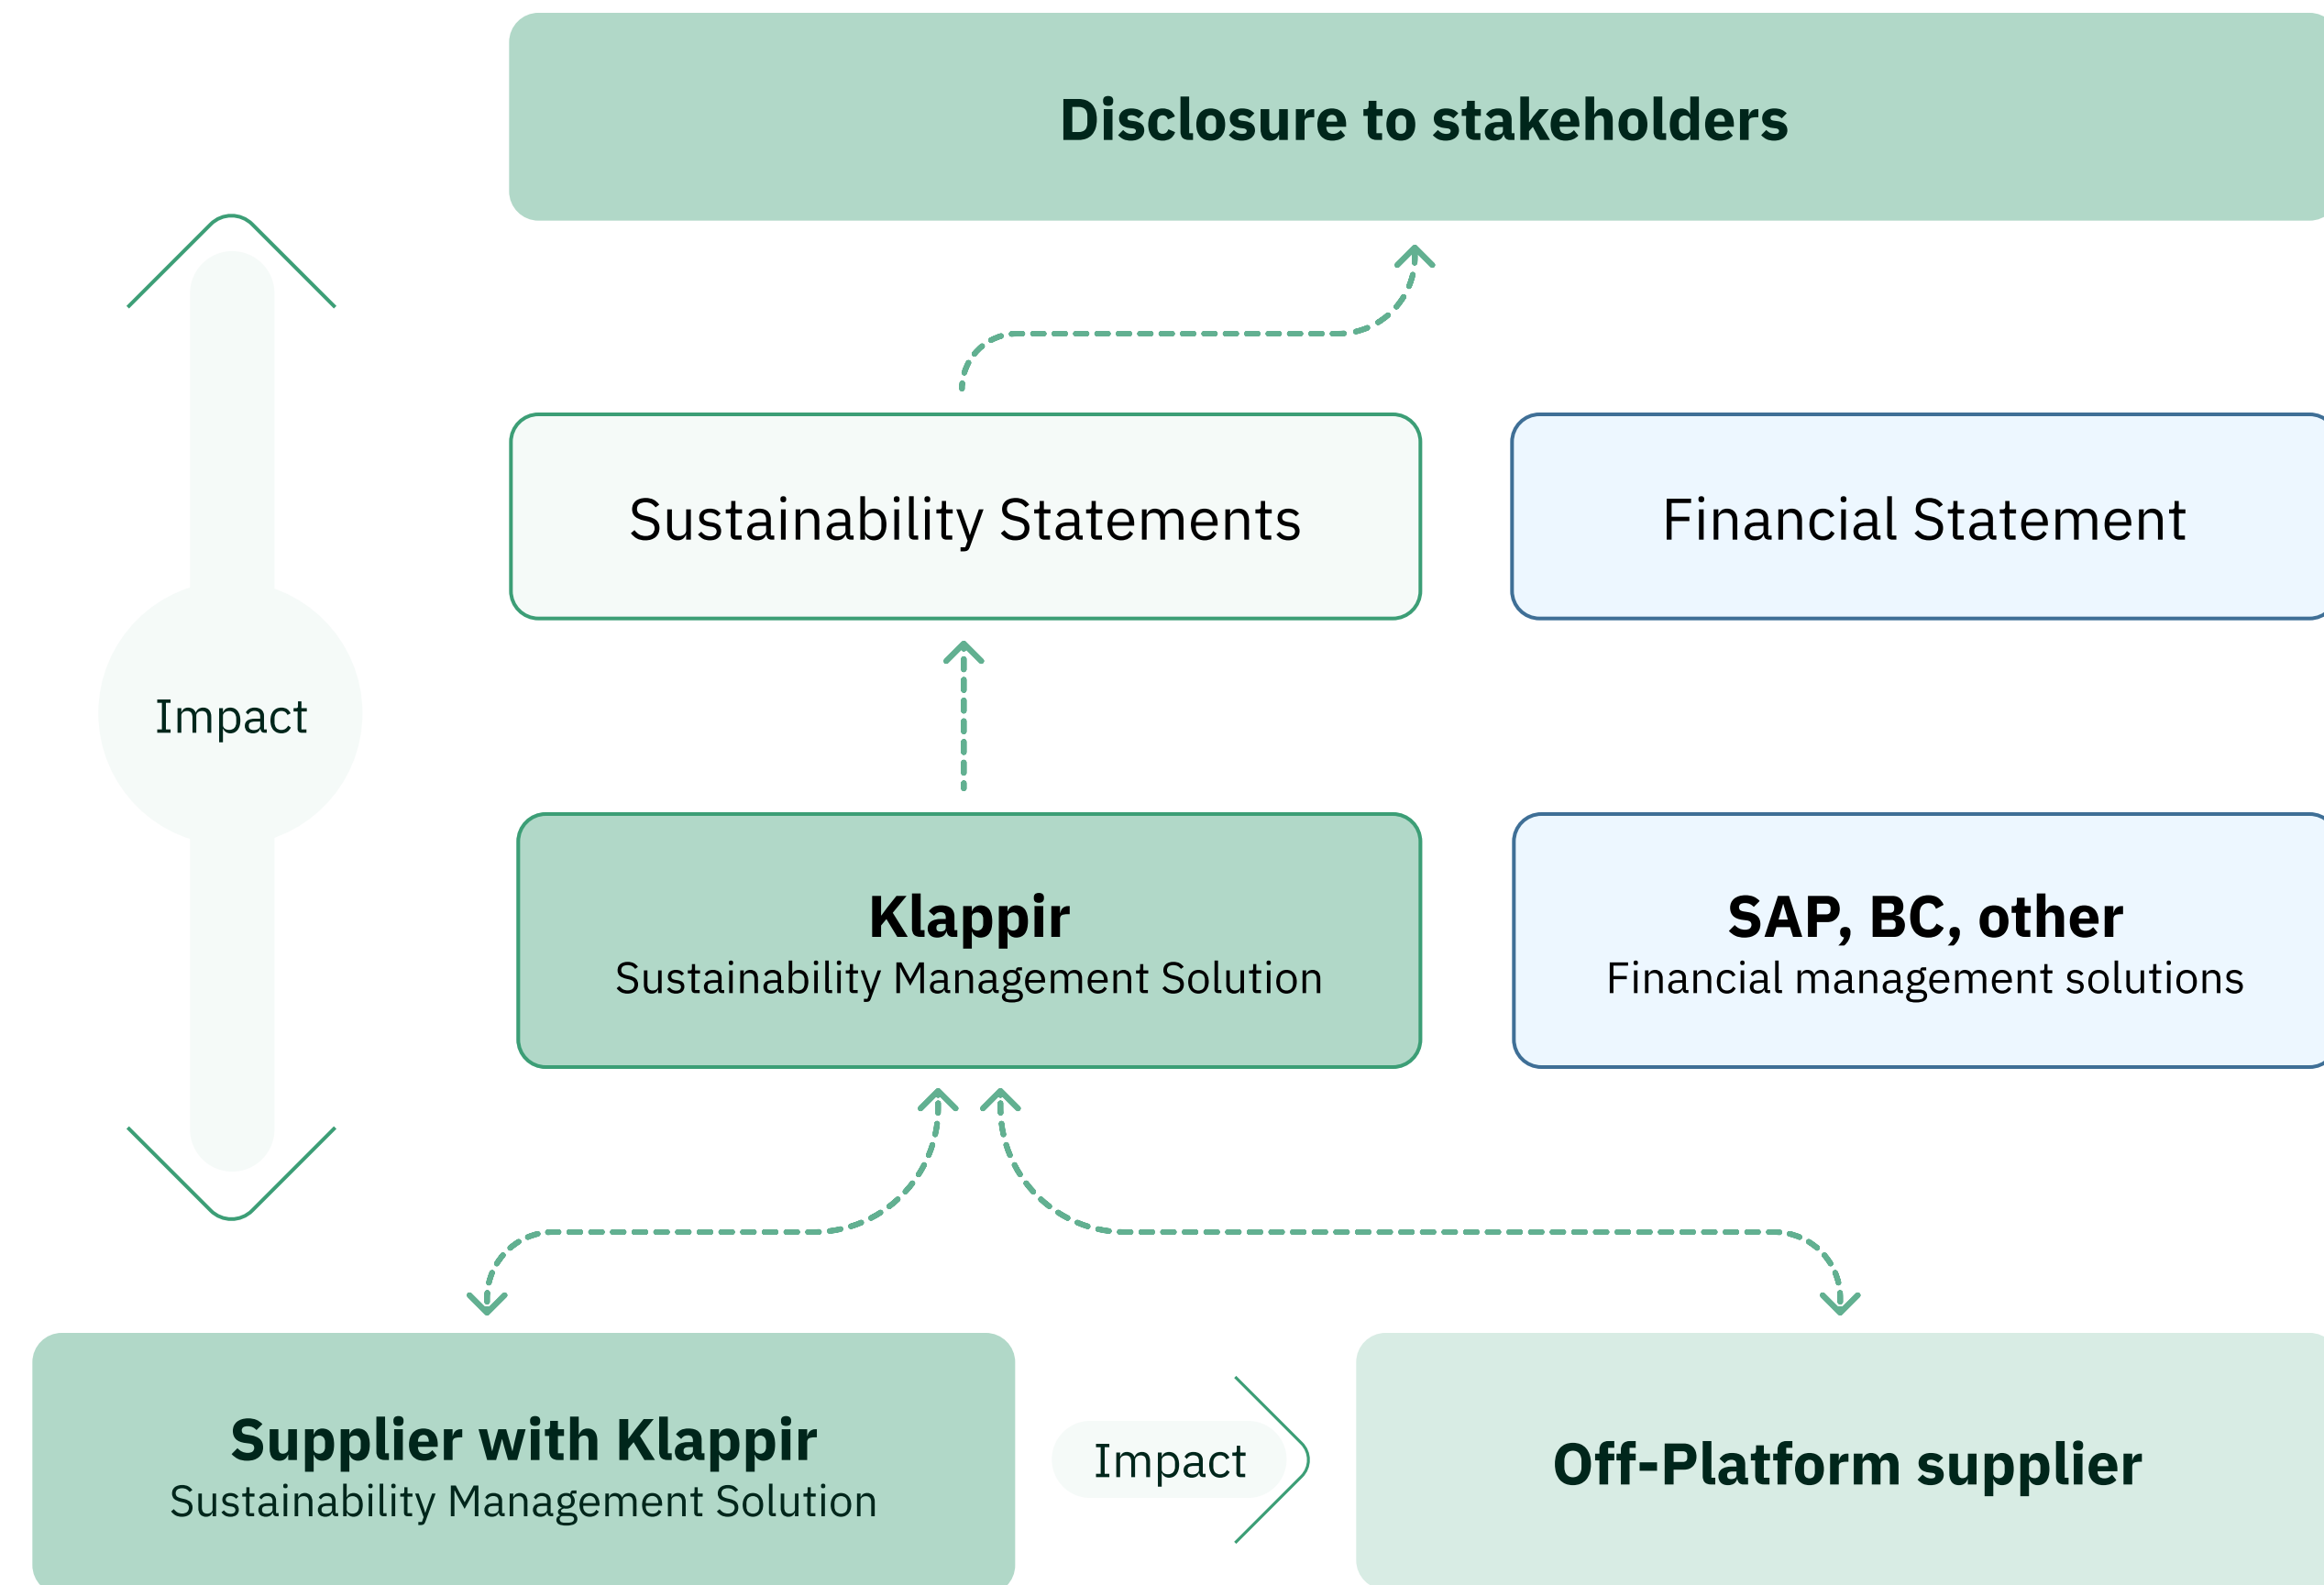 Disclosure to stakeholders
Sustainability Statements
Financial Statement
Impact
Klappir
Sustainability Management Solution
SAP, BC, other
Financial management solutions
Supplier with Klappir
Sustainability Management Solution
Impact
Off-Platform supplier